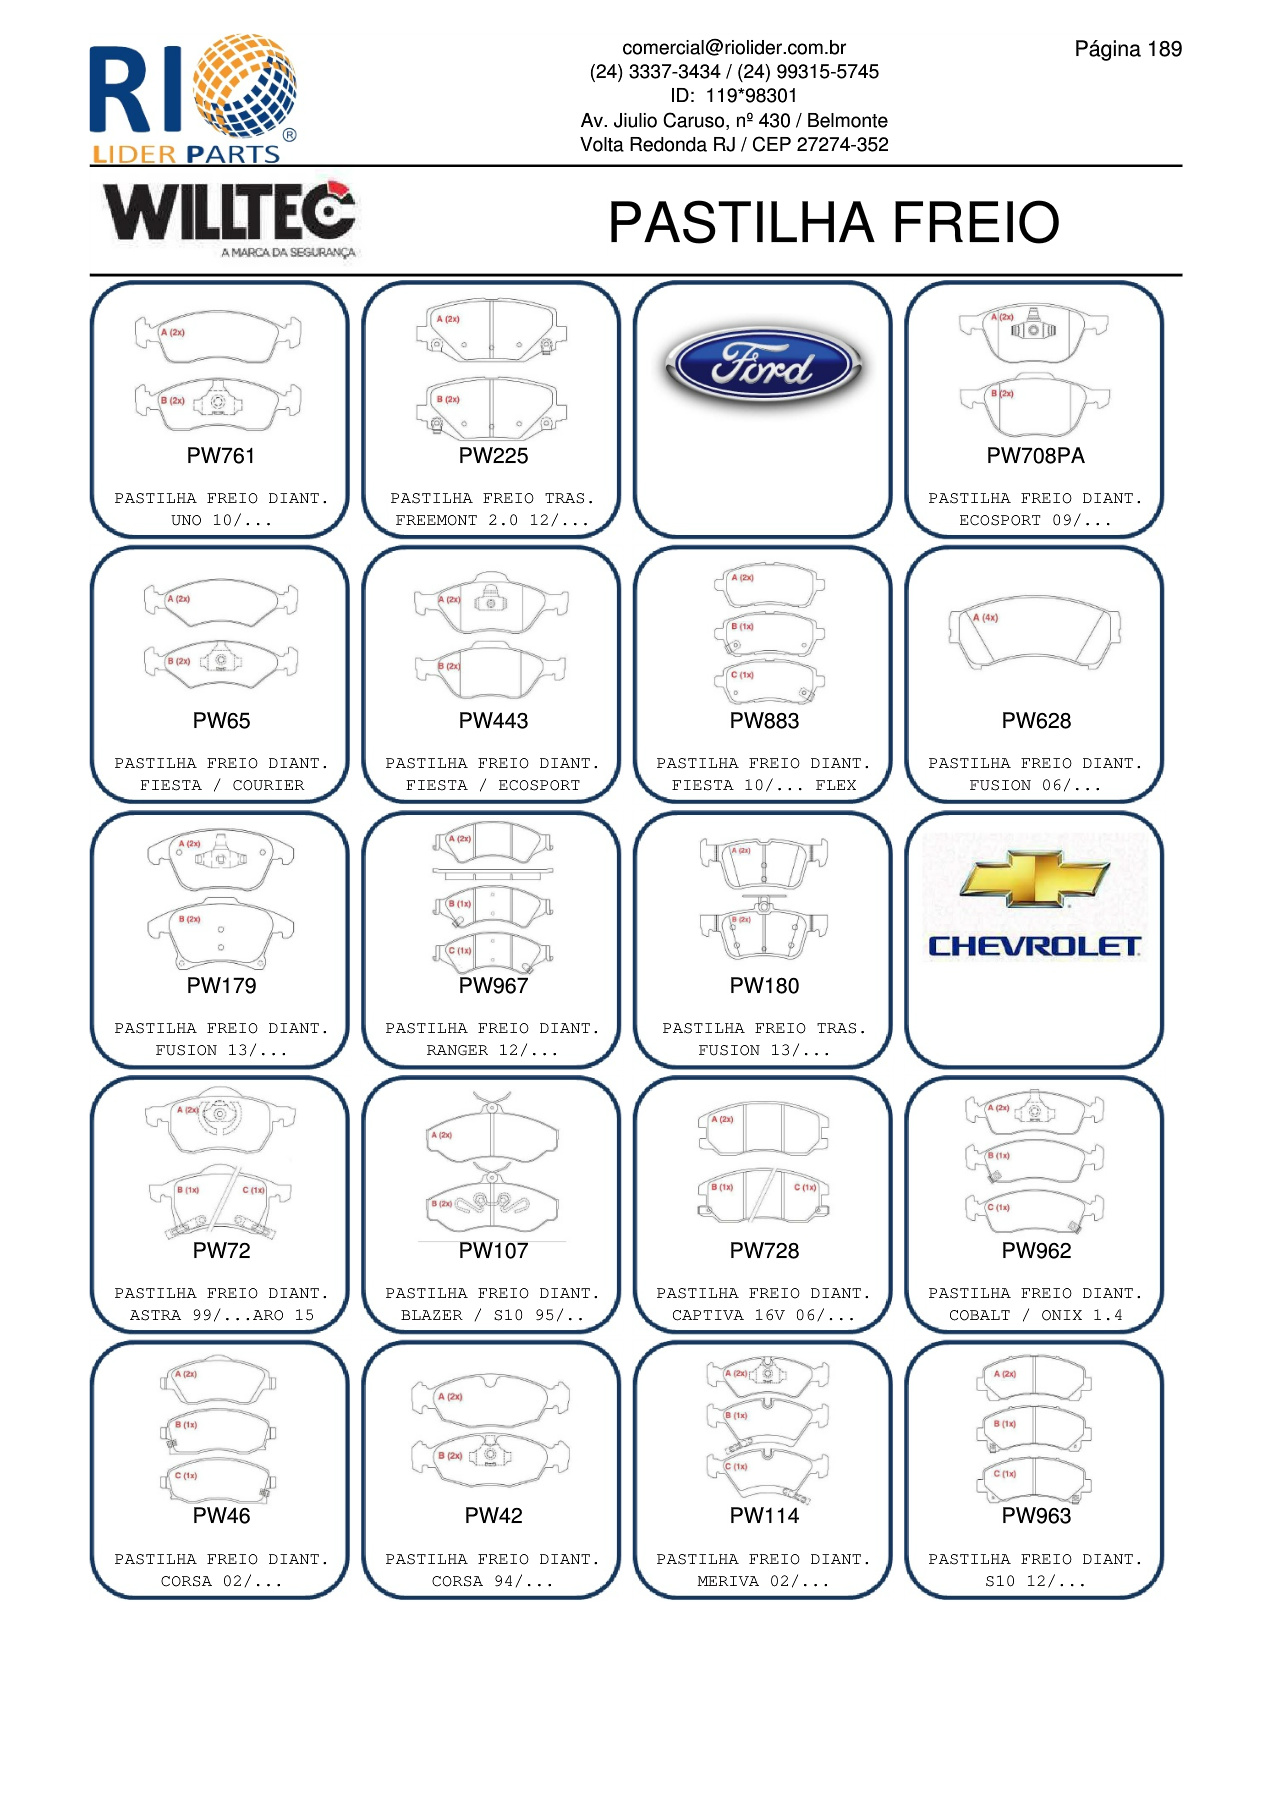 RIO
®
LIDER PARTS
comercial@riolider.com.br
(24) 3337-3434 / (24) 99315-5745
ID: 119*98301
Av. Jiulio Caruso, nº 430 / Belmonte
Volta Redonda RJ / CEP 27274-352
Página 189
WILLTEC
A MARCA DA SEGURANÇA
PASTILHA FREIO
A (2x)
B (2x)
PW761
PASTILHA FREIO DIANT.
UNO 10/...
A (2x)
B (2x)
PW225
PASTILHA FREIO TRAS.
FREEMONT 2.0 12/...
Ford
A (2x)
B (2x)
PW708PA
PASTILHA FREIO DIANT.
ECOSPORT 09/...
A (2x)
B (2x)
PW65
PASTILHA FREIO DIANT.
FIESTA / COURIER
A (2x)
B (2x)
PW443
PASTILHA FREIO DIANT.
FIESTA / ECOSPORT
A (2x)
B (1x)
C (1x)
PW883
PASTILHA FREIO DIANT.
FIESTA 10/... FLEX
A (4x)
PW628
PASTILHA FREIO DIANT.
FUSION 06/...
A (2x)
B (2x)
PW179
PASTILHA FREIO DIANT.
FUSION 13/...
A (2x)
B (1x)
C (1x)
PW967
PASTILHA FREIO DIANT.
RANGER 12/...
A (2x)
B (2x)
PW180
PASTILHA FREIO TRAS.
FUSION 13/...
CHEVROLET
A (2x)
B (1x) C (1x)
PW72
PASTILHA FREIO DIANT.
ASTRA 99/...ARO 15
A (2x)
B (2x)
PW107
PASTILHA FREIO DIANT.
BLAZER / S10 95/..
A (2x)
B (1x) C (1x)
PW728
PASTILHA FREIO DIANT.
CAPTIVA 16V 06/...
A (2x)
B (1x)
C (1x)
PW962
PASTILHA FREIO DIANT.
COBALT / ONIX 1.4
A (2x)
B (1x)
C (1x)
PW46
PASTILHA FREIO DIANT.
CORSA 02/...
A (2x)
B (2x)
PW42
PASTILHA FREIO DIANT.
CORSA 94/...
A (2x)
B (1x)
C (1x)
PW114
PASTILHA FREIO DIANT.
MERIVA 02/...
A (2x)
B (1x)
C (1x)
PW963
PASTILHA FREIO DIANT.
S10 12/...